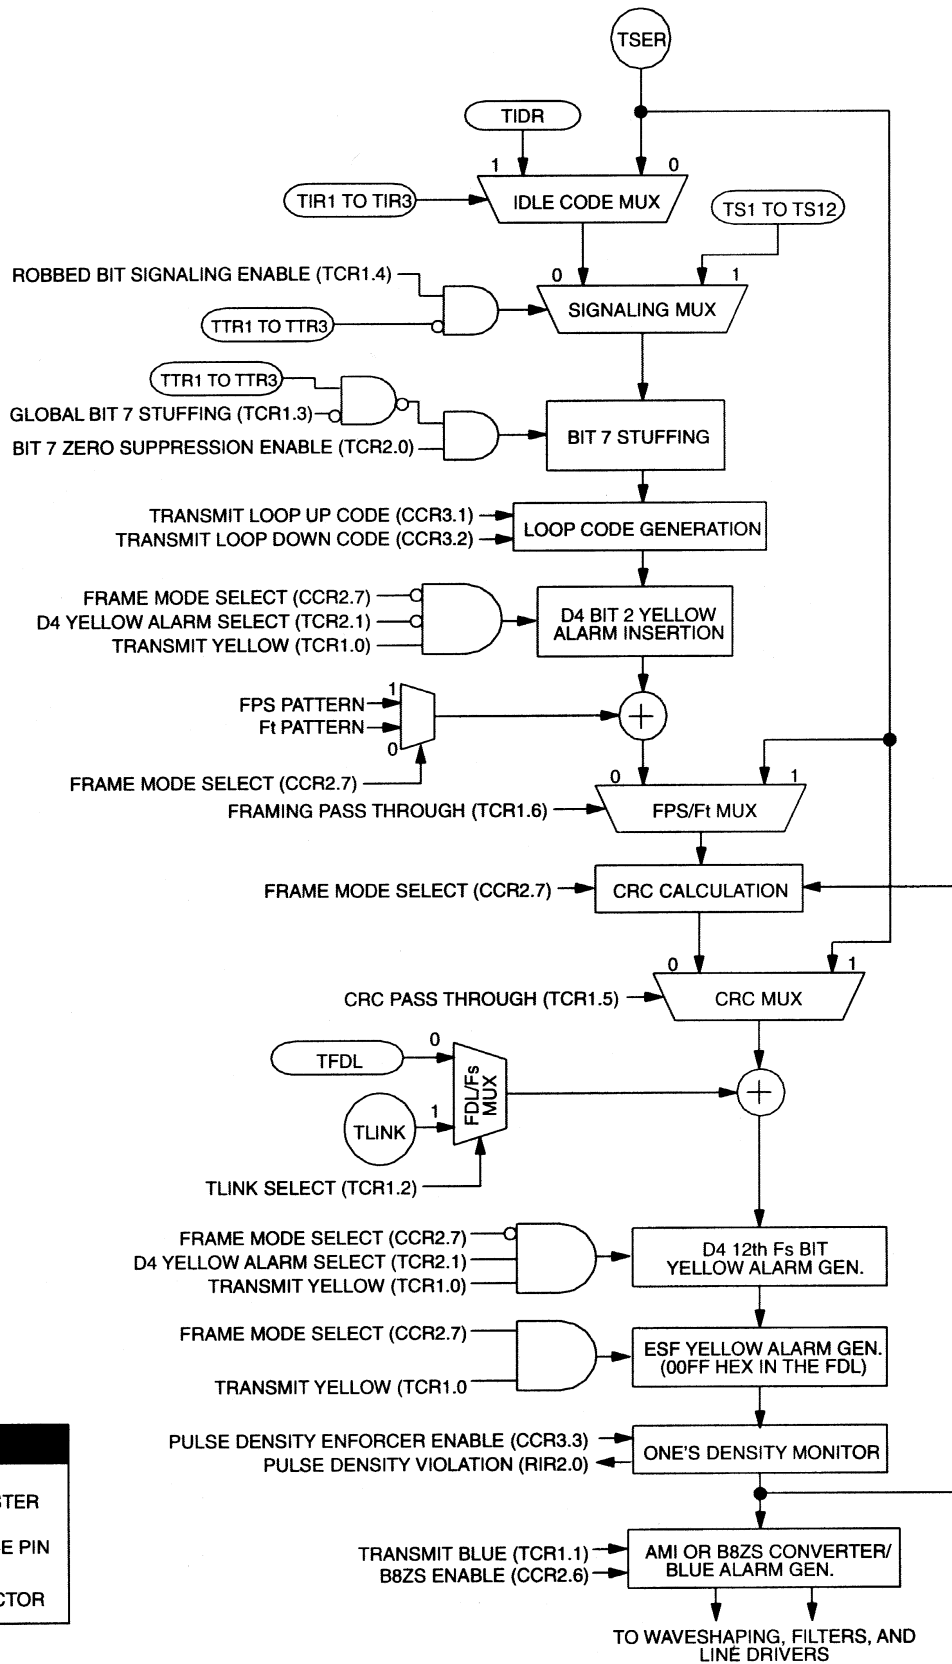 TSER
TIDR
1 0
TIR1 TO TIR3
IDLE CODE MUX
TS1 TO TS12
0 1
ROBBED BIT SIGNALING ENABLE (TCR1.4)
SIGNALING MUX
TTR1 TO TTR3
TTR1 TO TTR3
GLOBAL BIT 7 STUFFING (TCR1.3)
BIT 7 ZERO SUPPRESSION ENABLE (TCR2.0)
BIT 7 STUFFING
TRANSMIT LOOP UP CODE (CCR3.1)
TRANSMIT LOOP DOWN CODE (CCR3.2)
LOOP CODE GENERATION
FRAME MODE SELECT (CCR2.7)
D4 YELLOW ALARM SELECT (TCR2.1)
TRANSMIT YELLOW (TCR1.0)
D4 BIT 2 YELLOW
ALARM INSERTION
1
FPS PATTERN
Ft PATTERN
0
FRAME MODE SELECT (CCR2.7)
0 1
FRAMING PASS THROUGH (TCR1.6)
FPS/Ft MUX
FRAME MODE SELECT (CCR2.7)
CRC CALCULATION
0 1
CRC PASS THROUGH (TCR1.5)
CRC MUX
0
TFDL
FDL/Fs
MUX
1
TLINK
TLINK SELECT (TCR1.2)
FRAME MODE SELECT (CCR2.7)
D4 YELLOW ALARM SELECT (TCR2.1)
TRANSMIT YELLOW (TCR1.0)
D4 12th Fs BIT
YELLOW ALARM GEN.
FRAME MODE SELECT (CCR2.7)
TRANSMIT YELLOW (TCR1.0
ESF YELLOW ALARM GEN.
(00FF HEX IN THE FDL)
PULSE DENSITY ENFORCER ENABLE (CCR3.3)
PULSE DENSITY VIOLATION (RIR2.0)
ONE'S DENSITY MONITOR
STER
E PIN
CTOR
TRANSMIT BLUE (TCR1.1)
B8ZS ENABLE (CCR2.6)
AMI OR B8ZS CONVERTER/
BLUE ALARM GEN.
TO WAVESHAPING, FILTERS, AND
LINE DRIVERS